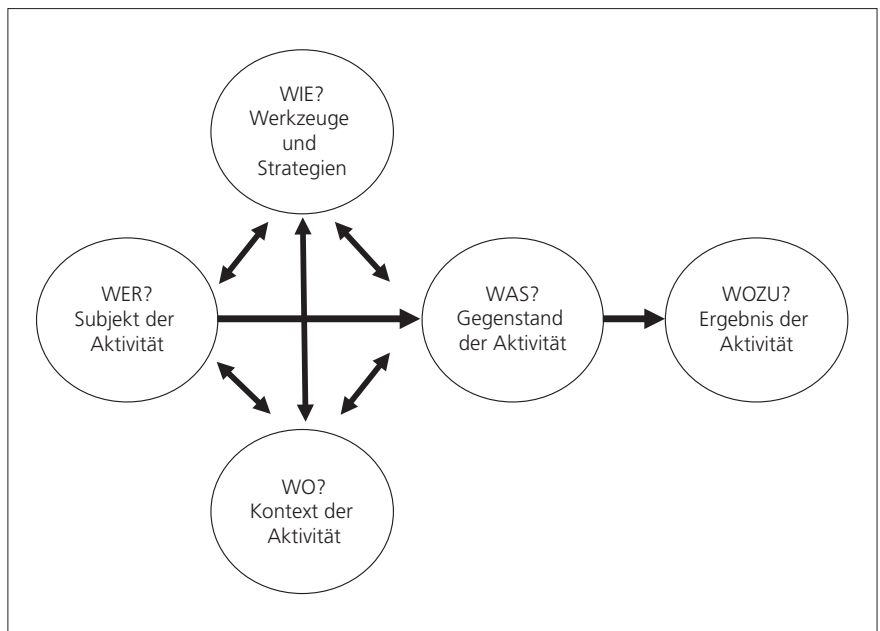 WIE?
Werkzeuge
und
Strategien
WER?
Subjekt der
Aktivität
WAS?
Gegenstand
der Aktivität
WOZU?
Ergebnis der
Aktivität
WO?
Kontext der
Aktivität